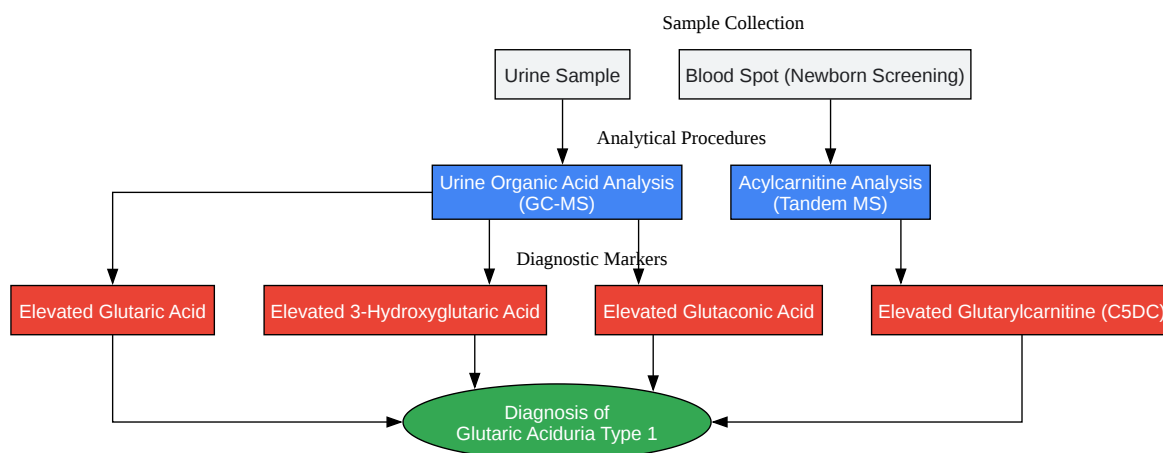 Sample Collection
Urine Sample
Blood Spot (Newborn Screening)
Analytical Procedures
Urine Organic Acid Analysis
(GC-MS)
Acylcarnitine Analysis
(Tandem MS)
Diagnostic Markers
Elevated Glutaric Acid
Elevated 3-Hydroxyglutaric Acid
Elevated Glutaconic Acid
Elevated Glutarylcarnitine (C5DC)
Diagnosis of
Glutaric Aciduria Type 1